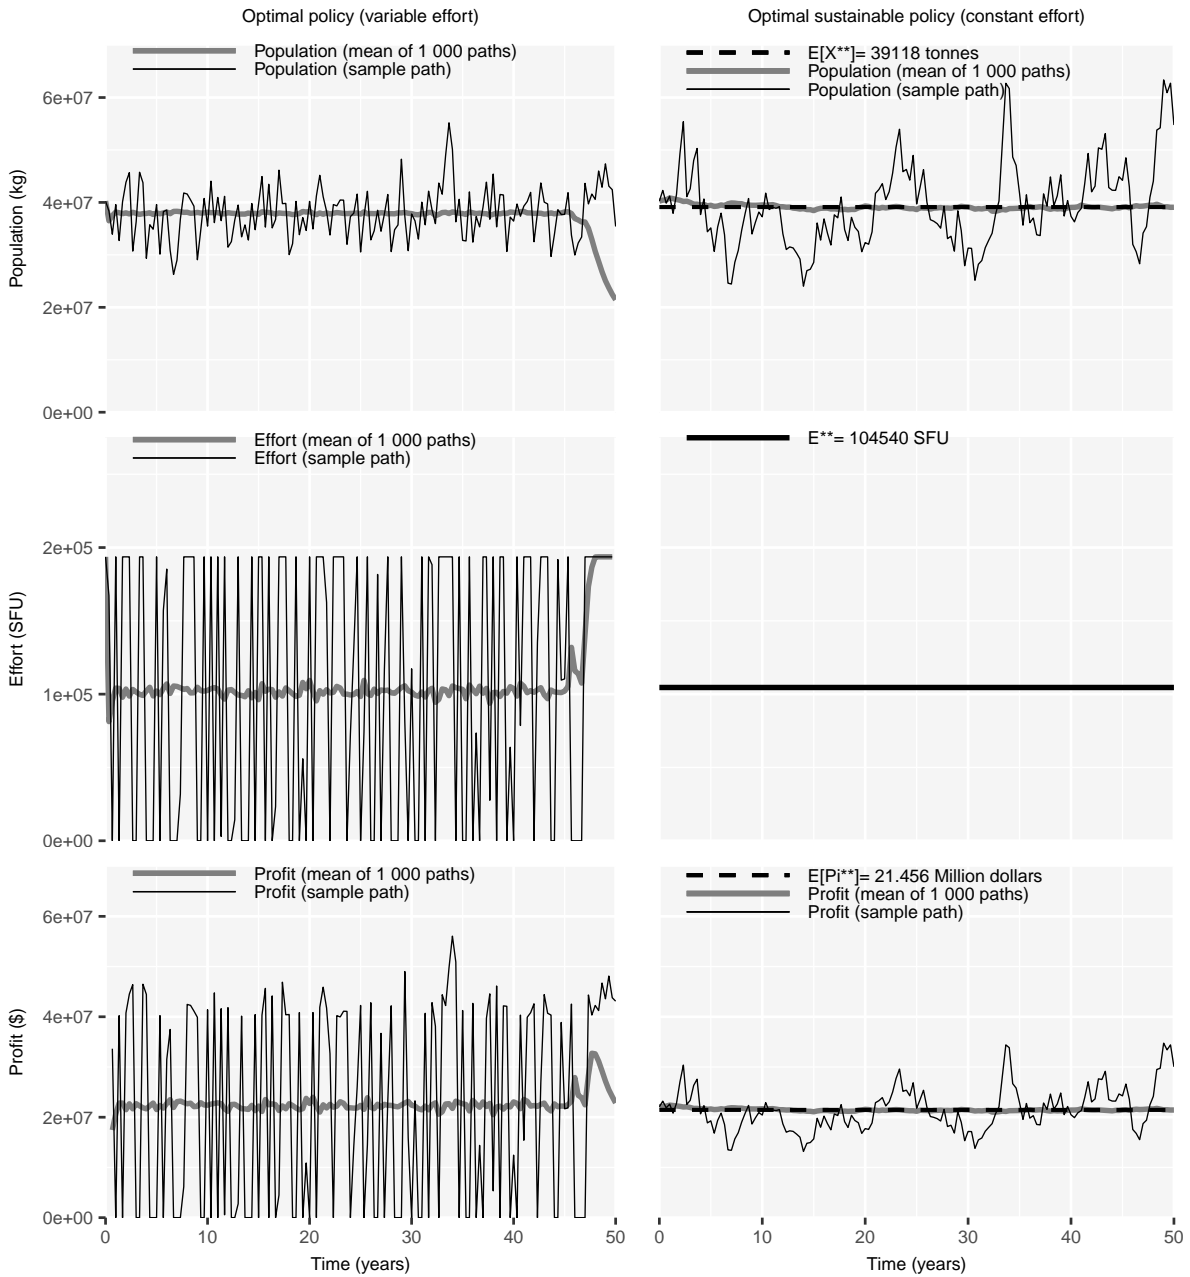 Optimal policy (variable effort)
Optimal sustainable policy (constant effort)
Population (mean of 1 000 paths)
Population (sample path)
E[X**]= 39118 tonnes
Population (mean of 1 000 paths)
Population (sample path)
Population (kg)
6e+07
4e+07
2e+07
0e+00
Effort (mean of 1 000 paths)
Effort (sample path)
E**= 104540 SFU
Effort (SFU)
2e+05
1e+05
0e+00
Profit (mean of 1 000 paths)
Profit (sample path)
E[Pi**]= 21.456 Million dollars
Profit (mean of 1 000 paths)
Profit (sample path)
Profit ($)
6e+07
4e+07
2e+07
0e+00
0 10 20 30 40 50
0 10 20 30 40 50
Time (years)
Time (years)